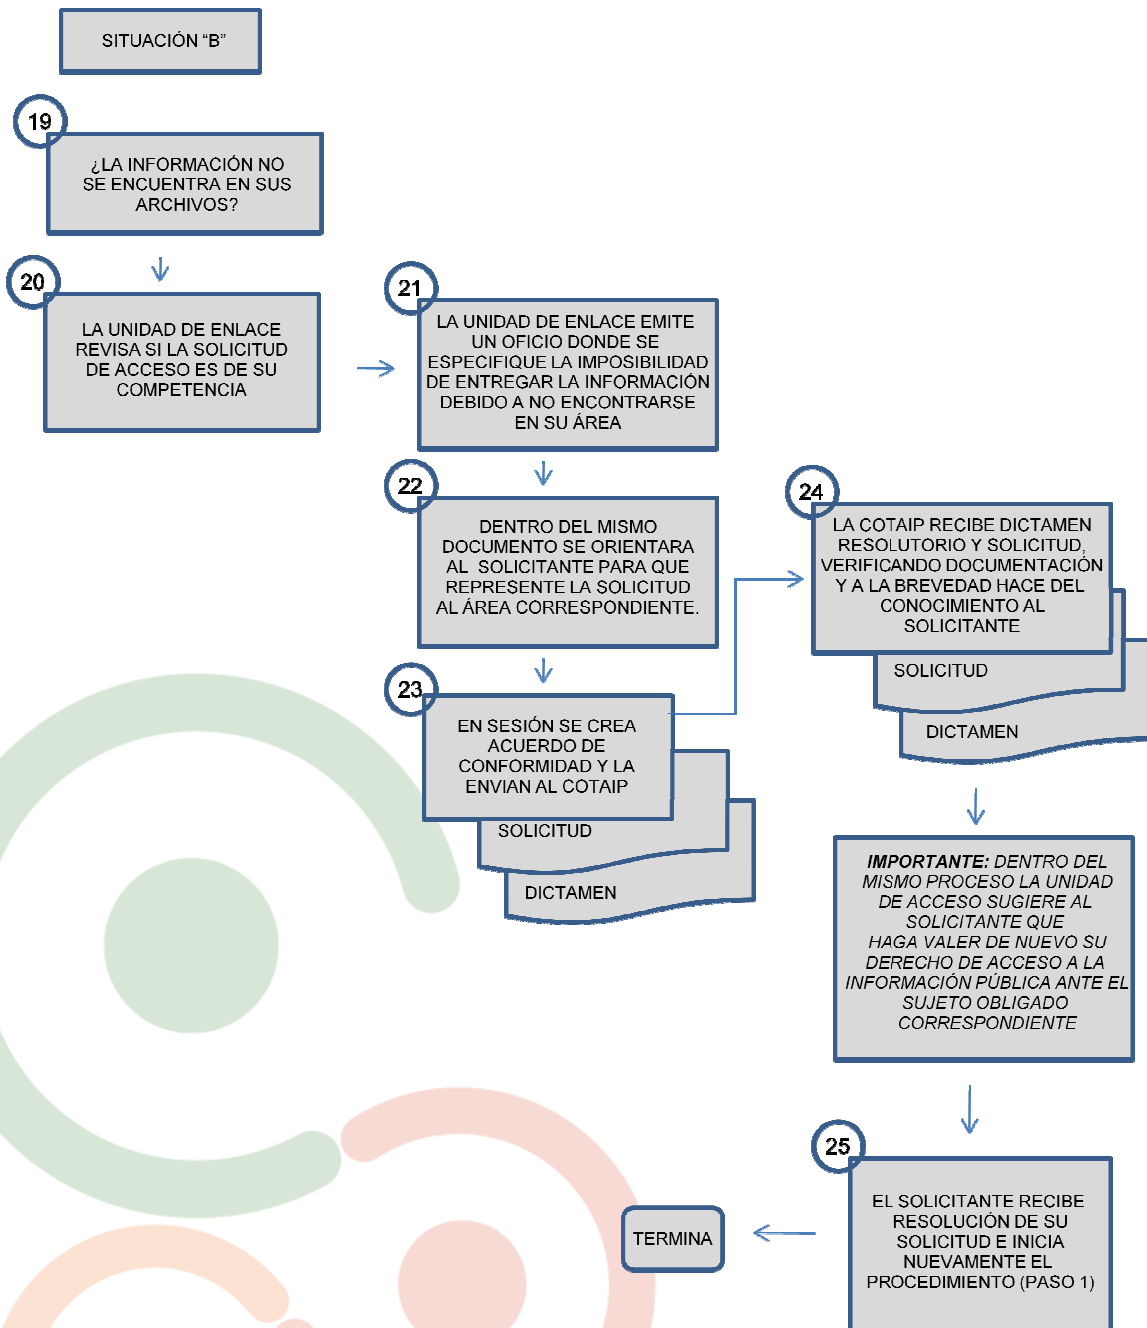 SITUACIÓN “B”
19
¿LA INFORMACIÓN NO
SE ENCUENTRA EN SUS
ARCHIVOS?
20
LA UNIDAD DE ENLACE
REVISA SI LA SOLICITUD
DE ACCESO ES DE SU
COMPETENCIA
21
LA UNIDAD DE ENLACE EMITE
UN OFICIO DONDE SE
ESPECIFIQUE LA IMPOSIBILIDAD
DE ENTREGAR LA INFORMACIÓN
DEBIDO A NO ENCONTRARSE
EN SU ÁREA
22
DENTRO DEL MISMO
DOCUMENTO SE ORIENTARA
AL SOLICITANTE PARA QUE
REPRESENTE LA SOLICITUD
AL ÁREA CORRESPONDIENTE.
23
EN SESIÓN SE CREA
ACUERDO DE
CONFORMIDAD Y LA
ENVIAN AL COTAIP
SOLICITUD
DICTAMEN
24
LA COTAIP RECIBE DICTAMEN
RESOLUTORIO Y SOLICITUD,
VERIFICANDO DOCUMENTACIÓN
Y A LA BREVEDAD HACE DEL
CONOCIMIENTO AL
SOLICITANTE
SOLICITUD
DICTAMEN
IMPORTANTE: DENTRO DEL
MISMO PROCESO LA UNIDAD
DE ACCESO SUGIERE AL
SOLICITANTE QUE
HAGA VALER DE NUEVO SU
DERECHO DE ACCESO A LA
INFORMACIÓN PÚBLICA ANTE EL
SUJETO OBLIGADO
CORRESPONDIENTE
25
EL SOLICITANTE RECIBE
RESOLUCIÓN DE SU
SOLICITUD E INICIA
NUEVAMENTE EL
PROCEDIMIENTO (PASO 1)
TERMINA